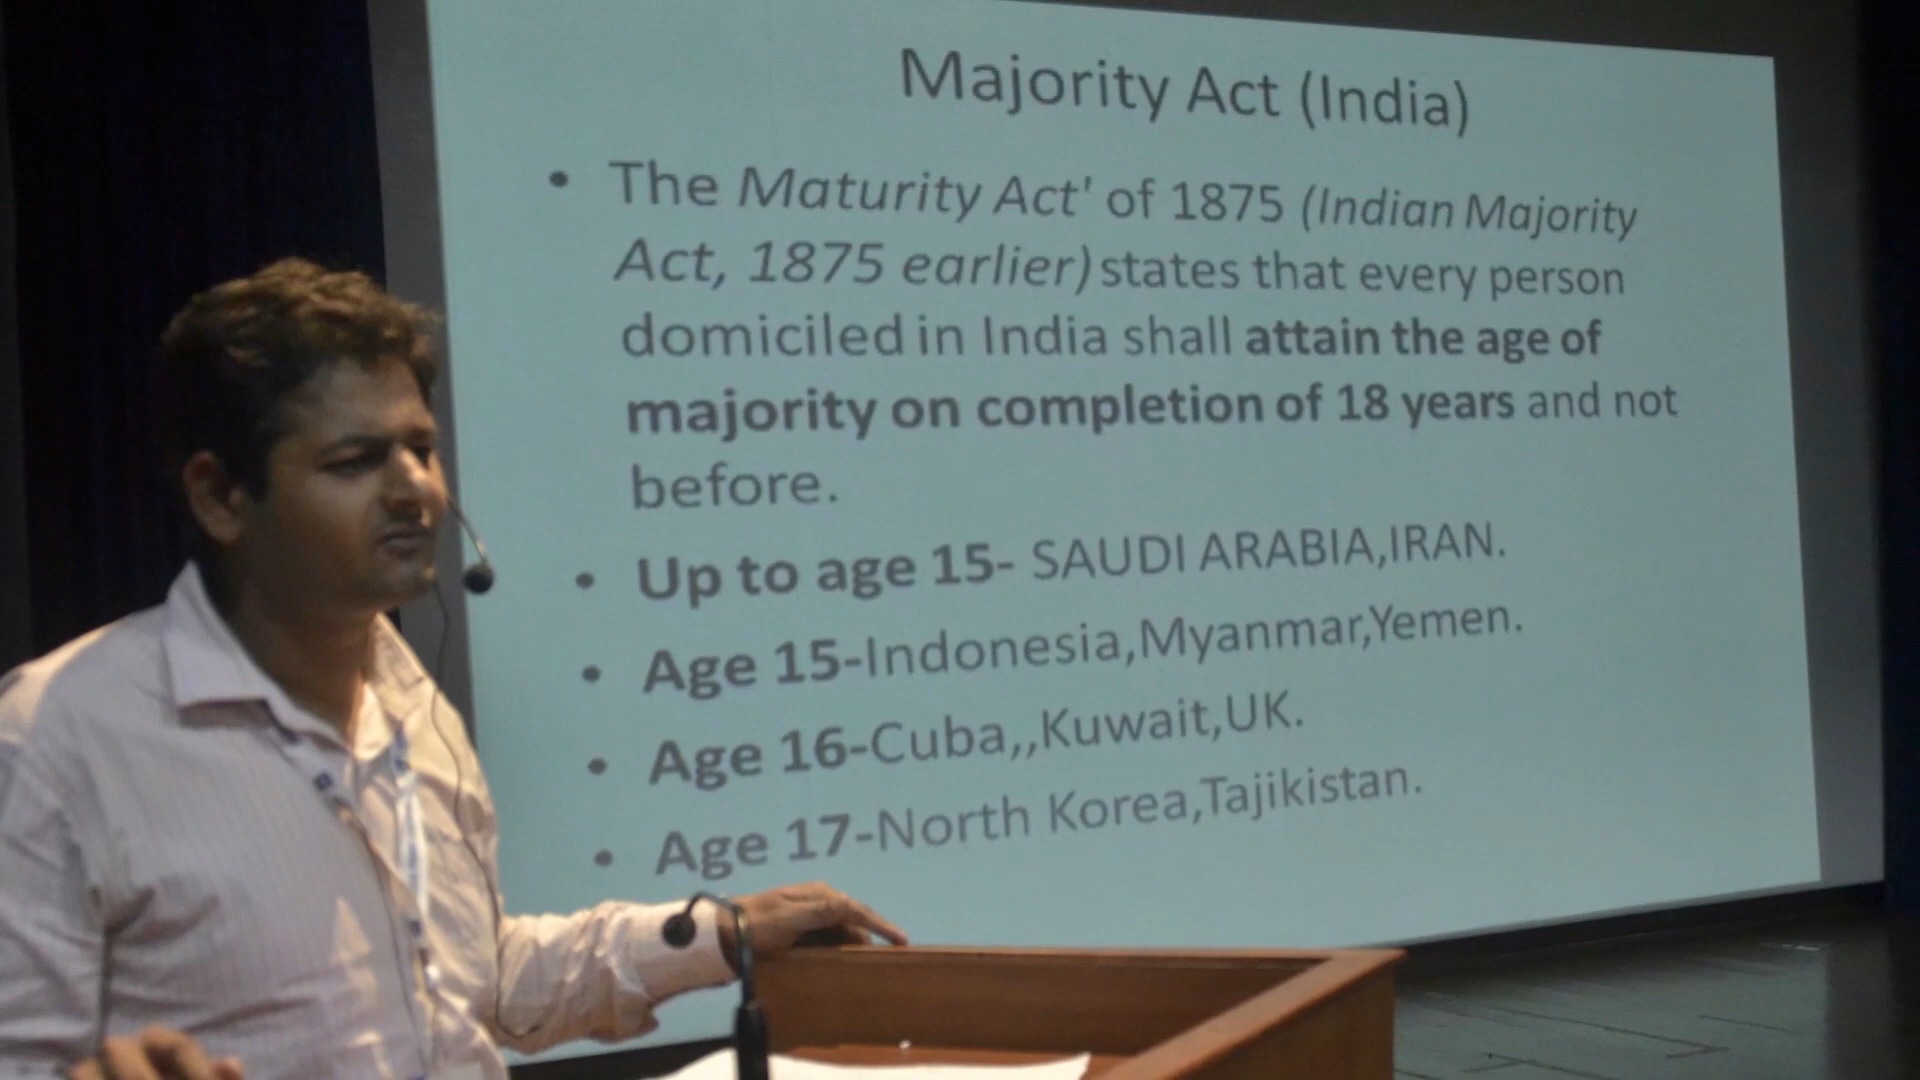 Majority Act (India)
• The Maturity Act' of 1875 (Indian Majority
Act, 1875 earlier) states that every person
domiciled in India shall attain the age of
majority on completion of 18 years and not
before.
• Up to age 15- SAUDI ARABIA,IRAN.
• Age 15-Indonesia,Myanmar,Yemen.
• Age 16-Cuba,,Kuwait,UK.
• Age 17-North Korea,Tajikistan.